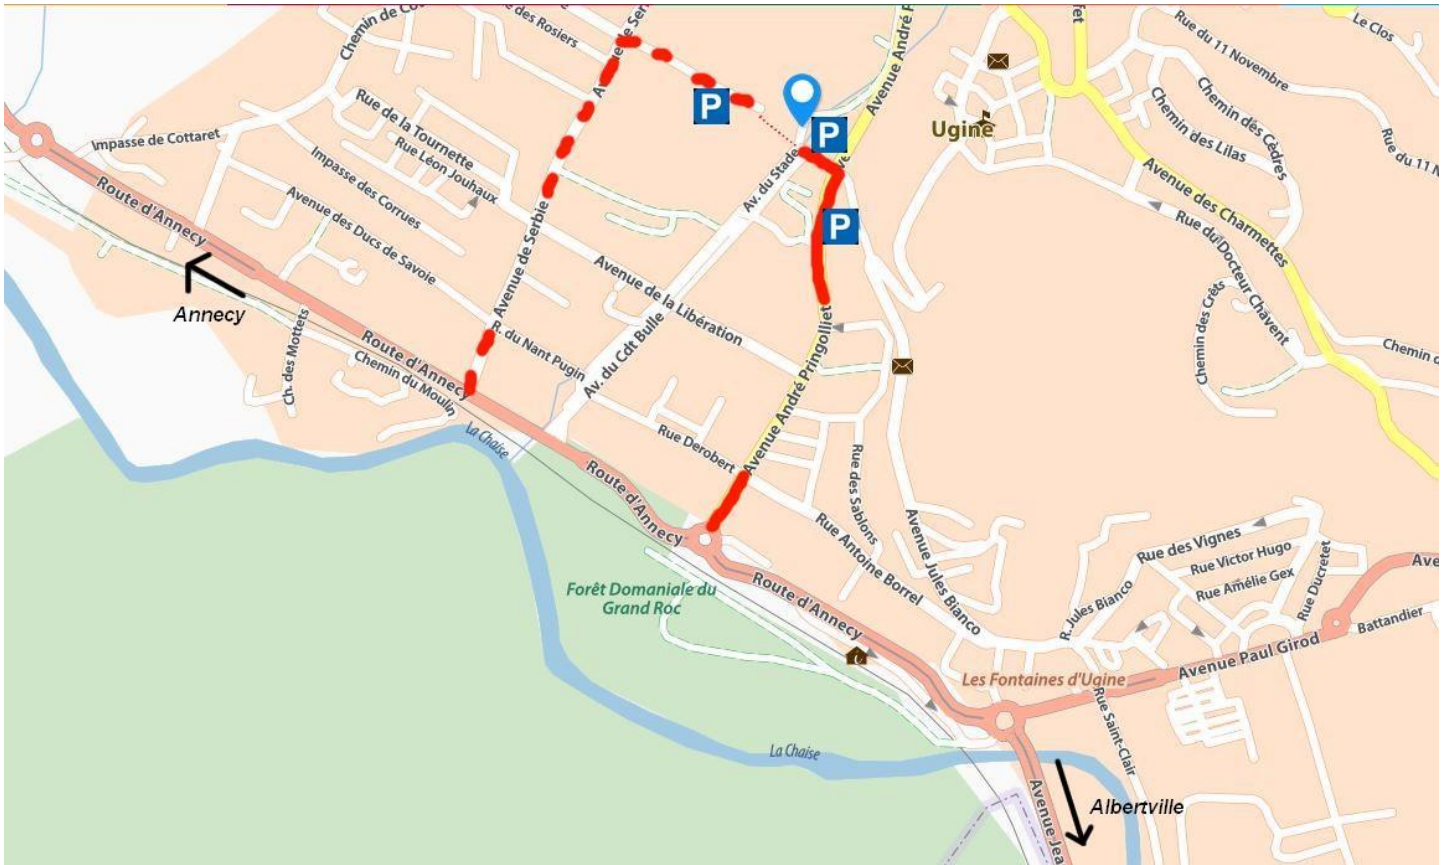 Chemin de Co
e des Rosiers
Avenue de Serbie
Avenue André P
fet
Rue du 11 Novembre
Le Clos
Impasse de Cottaret
Rue de la Tournette
Rue Léon Jouhaux
Impasse des Corrues
Avenue des Ducs de Savoie
P
P
P
Ugine
Chemin des Cèdres
Chemin des Lilas
Rue du 11 N
Avenue des Charmettes
Rue du Docteur Chavent
Chemin des Crêts
Chemin d
Route d'Annecy
Annecy
Avenue de Serbie
Av. du Stade
Avenue de la Libération
Av. du Cdt Bulle
R. du Nant Pugin
Ch. des Mottets
Route d'Annecy
Chemin du Moulin
La Chaise
Avenue André Pringolliet
Rue Derobert
Route d'Annecy
Rue des Sablons
Rue Antoine Borrel
Avenue Jules Bianco
Forêt Domaniale du
Grand Roc
Route d'Annecy
Rue des Vignes
Rue Victor Hugo
Rue Amélie Gex
Rue Ducretet
Ave
R. Jules Bianco
Battandier
Avenue Paul Girod
Les Fontaines d'Ugine
Rue Saint-Clair
La Chaise
Avenue Jea
Albertville